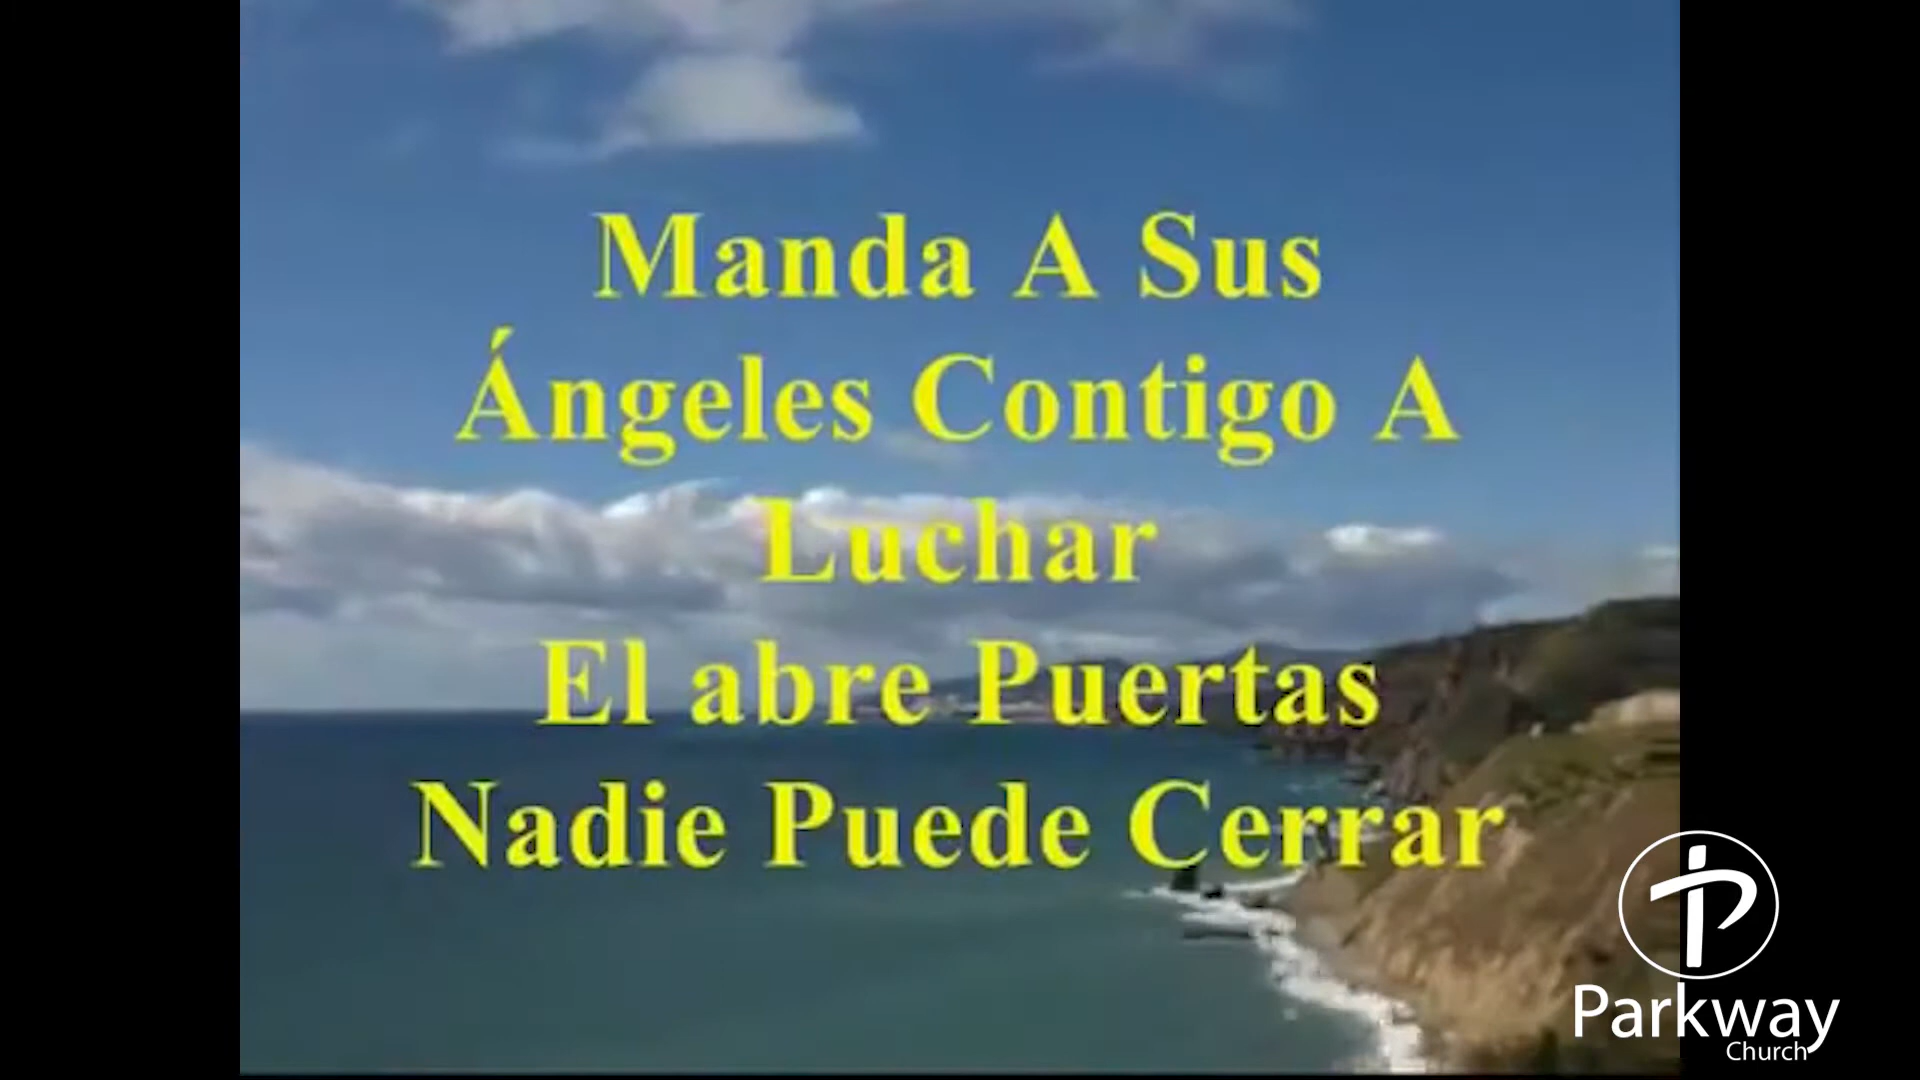 Manda A Sus
Ángeles Contigo A
Luchar
El abre Puertas
Nadie Puede Cerrar
Parkway
Church